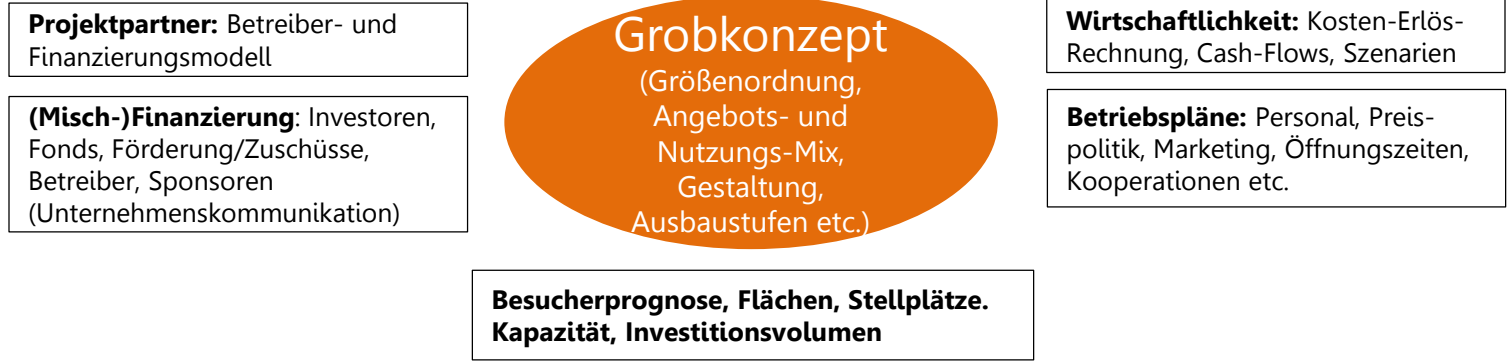 Projektpartner: Betreiber- und
Finanzierungsmodell
(Misch-)Finanzierung: Investoren,
Fonds, Förderung/Zuschüsse,
Betreiber, Sponsoren
(Unternehmenskommunikation)
Grobkonzept
(Größenordnung,
Angebots- und
Nutzungs-Mix,
Gestaltung,
Ausbaustufen etc.)
Wirtschaftlichkeit: Kosten-Erlös-
Rechnung, Cash-Flows, Szenarien
Betriebspläne: Personal, Preis-
politik, Marketing, Öffnungszeiten,
Kooperationen etc.
Besucherprognose, Flächen, Stellplätze.
Kapazität, Investitionsvolumen